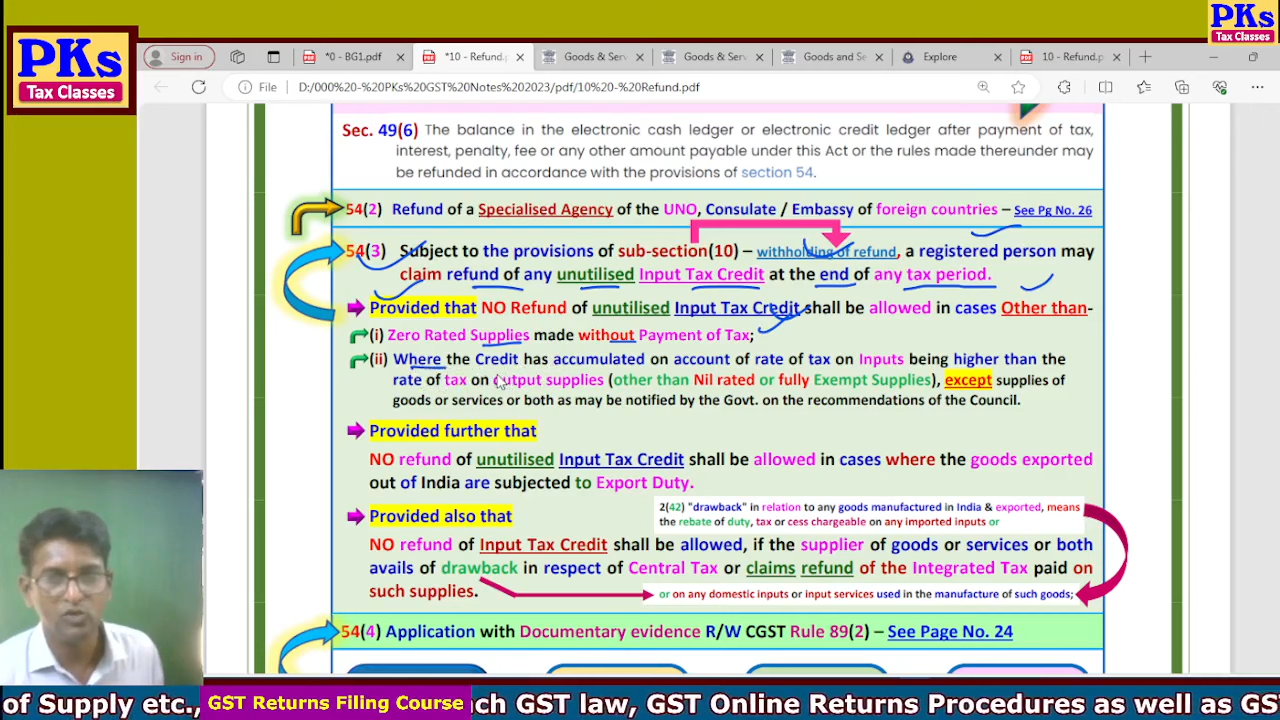 PKs
Tax Classes
PKs
Tax Classes
Sign in
*0 - BG1.pdf
*10 - Refund.p
Goods & Serv
Goods & Serv
Goods and Se
Explore
10 - Refund.p
File
D:/000%20-%20PKs%20GST%20Notes%202023/pdf/10%20-%20Refund.pdf
Sec. 49(6) The balance in the electronic cash ledger or electronic credit ledger after payment of tax,
interest, penalty, fee or any other amount payable under this Act or the rules made thereunder may
be refunded in accordance with the provisions of section 54.
54(2) Refund of a Specialised Agency of the UNO, Consulate / Embassy of foreign countries – See Pg No. 26
54(3) Subject to the provisions of sub-section(10) – withholding of refund, a registered person may
claim refund of any unutilised Input Tax Credit at the end of any tax period.
Provided that NO Refund of unutilised Input Tax Credit shall be allowed in cases Other than-
(i) Zero Rated Supplies made without Payment of Tax;
(ii) Where the Credit has accumulated on account of rate of tax on Inputs being higher than the
rate of tax on output supplies (other than Nil rated or fully Exempt Supplies), except supplies of
goods or services or both as may be notified by the Govt. on the recommendations of the Council.
Provided further that
NO refund of unutilised Input Tax Credit shall be allowed in cases where the goods exported
out of India are subjected to Export Duty.
Provided also that
2(42) "drawback" in relation to any goods manufactured in India & exported, means
the rebate of duty, tax or cess chargeable on any imported inputs or
NO refund of Input Tax Credit shall be allowed, if the supplier of goods or services or both
avails of drawback in respect of Central Tax or claims refund of the Integrated Tax paid on
such supplies.
or on any domestic inputs or input services used in the manufacture of such goods;
54(4) Application with Documentary evidence R/W CGST Rule 89(2) – See Page No. 24
of Supply etc.,
GST Returns Filing Course
ch GST law, GST Online Returns Procedures as well as GS